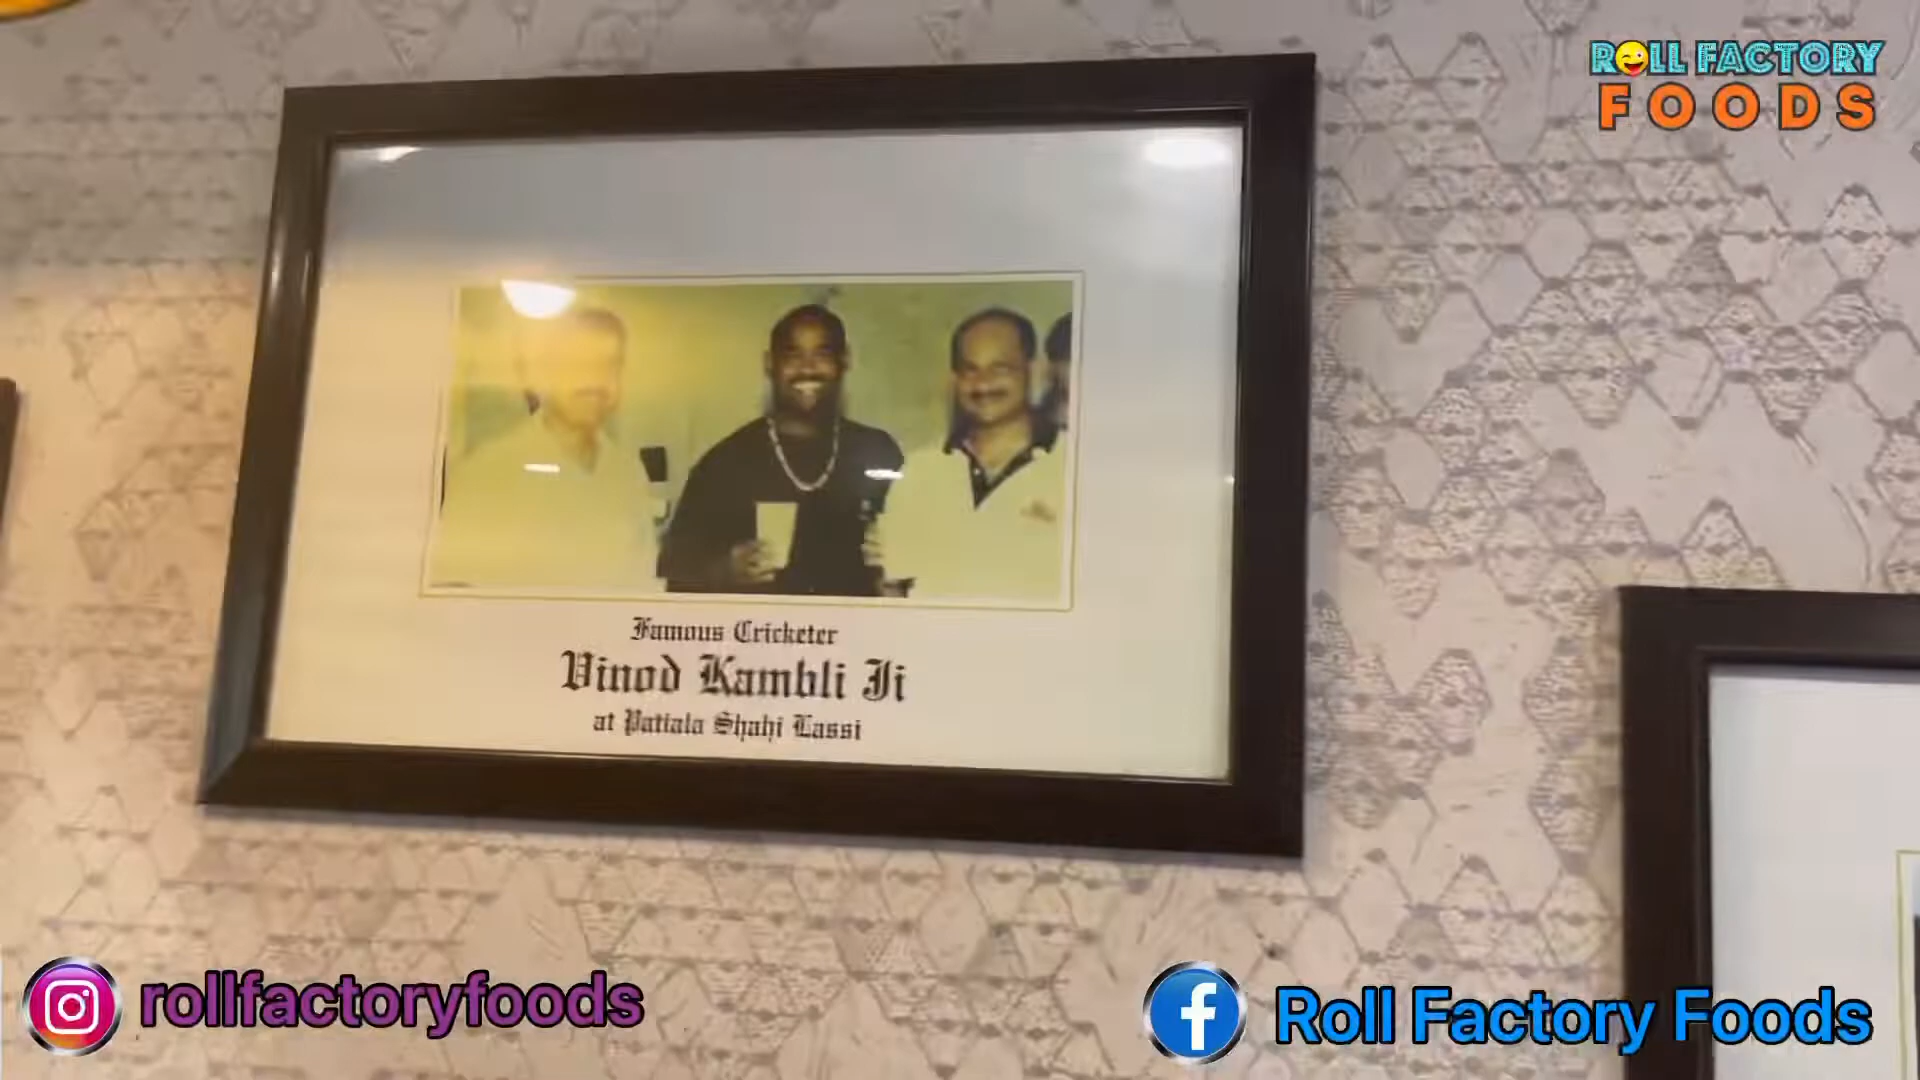 ROLL FACTORY
FOODS
Famous Cricketer
Vinod Kambli Ji
at Patiala Shahi Lassi
rollfactoryfoods
Roll Factory Foods